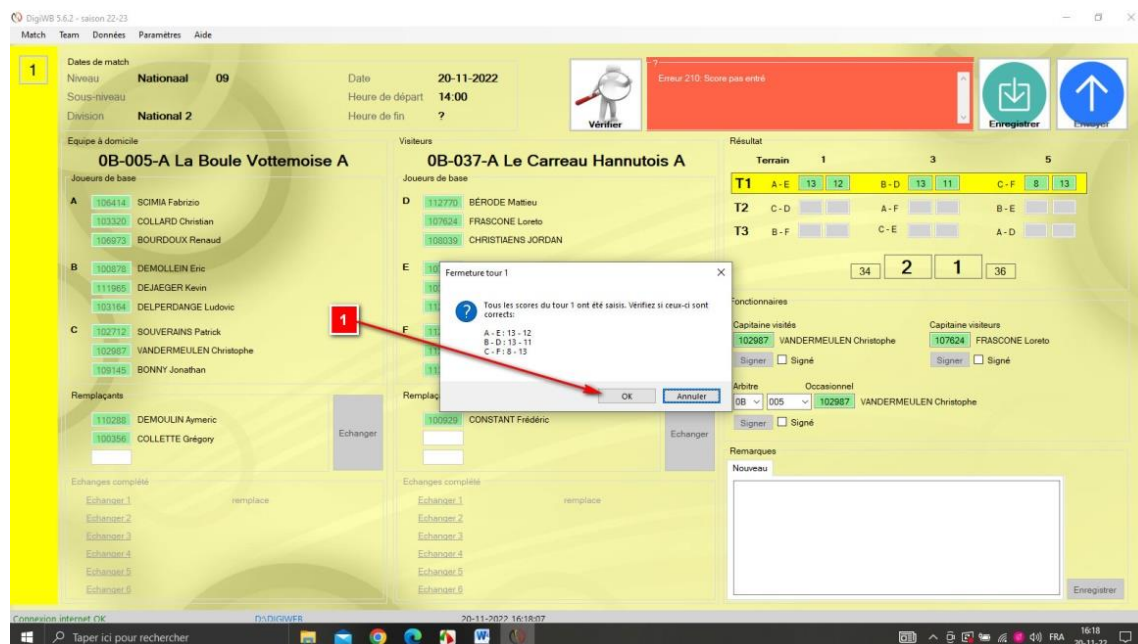 DigiWB 5.6.2 - saison 22-23
Match Team Données Paramètres Aide
1
Dates de match
Niveau Nationaal 09 Date 20-11-2022
Sous-niveau Heure de départ 14:00
Division National 2 Heure de fin ?
Vérifier
?
Erreur 210: Score pas entré
Enregistrer
Envoyer
Equipe à domicile
0B-005-A La Boule Vottemoise A
Joueurs de base
A 106414 SCIMIA Fabrizio
103320 COLLARD Christian
106973 BOURDOUX Renaud
B 100878 DEMOLLEIN Eric
111965 DEJAEGER Kevin
103164 DELPERDANGE Ludovic
C 102712 SOUVERAINS Patrick
102987 VANDERMEULEN Christophe
109145 BONNY Jonathan
Remplaçants
110288 DEMOULIN Aymeric
100356 COLLETTE Grégory
Echanger
Echanges complété
Echanger 1 remplace
Echanger 2
Echanger 3
Echanger 4
Echanger 5
Echanger 6
Visiteurs
0B-037-A Le Carreau Hannutois A
Joueurs de base
D 112770 BÉRODE Mattieu
107624 FRASCONE Loreto
108039 CHRISTIAENS JORDAN
E
F
Fermeture tour 1
Tous les scores du tour 1 ont été saisis. Vérifiez si ceux-ci sont
corrects:
A - E : 13 - 12
B - D : 13 - 11
C - F : 8 - 13
OK Annuler
1
100929 CONSTANT Frédéric
Echanger
Echanges complété
Echanger 1 remplace
Echanger 2
Echanger 3
Echanger 4
Echanger 5
Echanger 6
Résultat
Terrain 1 3 5
T1 A - E 13 12 B - D 13 11 C - F 8 13
T2 C - D A - F B - E
T3 B - F C - E A - D
34 2 1 36
Fonctionnaires
Capitaine visités Capitaine visiteurs
102987 VANDERMEULEN Christophe 107624 FRASCONE Loreto
Signer Signé Signer Signé
Arbitre Occasionnel
0B 005 102987 VANDERMEULEN Christophe
Signer Signé
Remarques
Nouveau
Enregistrer
Connexion internet OK D:\DIGIWEB 20-11-2022 16:18:07
Taper ici pour rechercher
FRA 16:18
20-11-22